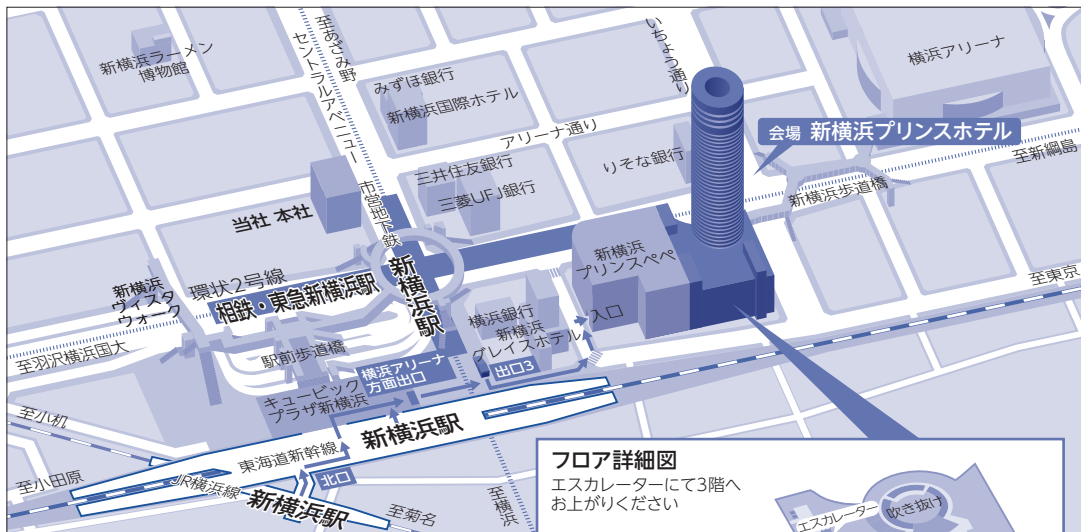 新横浜ラーメン
博物館
至あざみ野
セントラルアベニュー
市営地下鉄
みずほ銀行
新横浜国際ホテル
いちょう通り
横浜アリーナ
アリーナ通り
会場 新横浜プリンスホテル
三井住友銀行
三菱UFJ銀行
りそな銀行
至新綱島
新横浜歩道橋
当社 本社
新横浜
プリンスペペ
新横浜
ヴィスタ
ウォーク
環状2号線
相鉄・東急新横浜駅
新横浜駅
至東京
横浜銀行
新横浜
グレイスホテル
入口
至羽沢横浜国大
駅前歩道橋
横浜アリーナ
方面出口
出口3
キュービック
プラザ新横浜
至小机
新横浜駅
東海道新幹線
至小田原
JR横浜線
北口
新横浜駅
至菊名
至横浜
フロア詳細図
エスカレーターにて3階へ
お上がりください
エスカレーター
吹き抜け